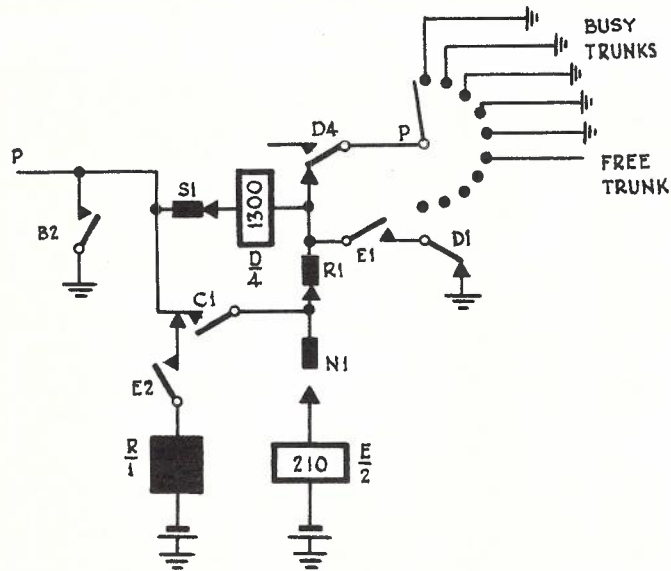 BUSY
TRUNKS
D4
P
P
FREE
TRUNK
S1
1300
D
4
B2
E1
D1
R1
C1
N1
E2
R
1
210
E
2